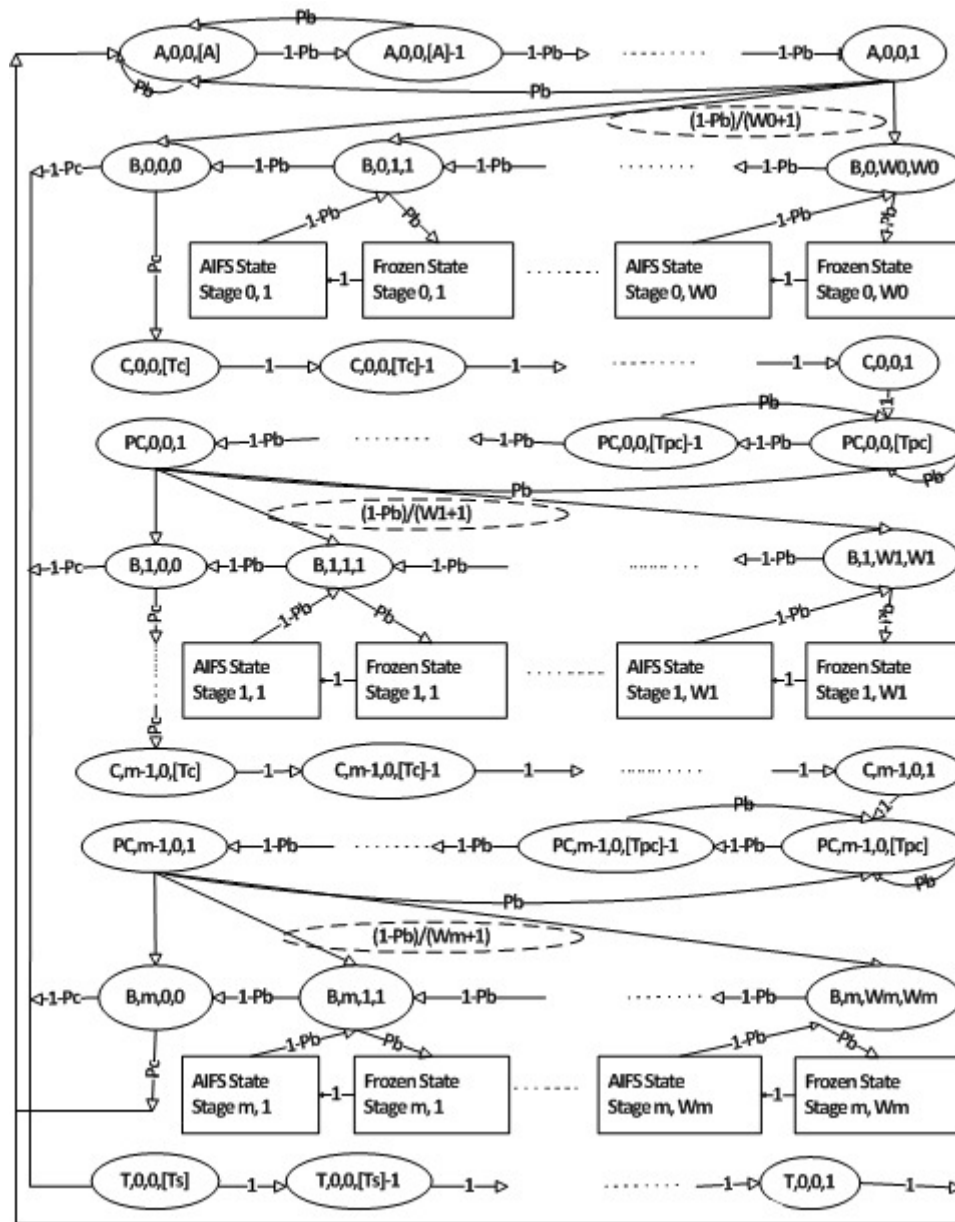 Pb
A,0,0,[A] 1-Pb A,0,0,[A]-1 1-Pb 1-Pb A,0,0,1
Pb Pb
(1-Pb)/(W0+1)
1-Pc B,0,0,0 1-Pb B,0,1,1 1-Pb 1-Pb B,0,W0,W0
1-Pb Pb 1-Pb Pb
Pc
AIFS State Frozen State AIFS State Frozen State
Stage 0, 1 1 Stage 0, 1 Stage 0, W0 1 Stage 0, W0
C,0,0,[Tc] 1 C,0,0,[Tc]-1 1 1 C,0,0,1
1
Pb
PC,0,0,1 1-Pb 1-Pb PC,0,0,[Tpc]-1 1-Pb PC,0,0,[Tpc]
Pb Pb
(1-Pb)/(W1+1)
1-Pc B,1,0,0 1-Pb B,1,1,1 1-Pb 1-Pb B,1,W1,W1
Pc 1-Pb Pb 1-Pb Pb
AIFS State Frozen State AIFS State Frozen State
Stage 1, 1 1 Stage 1, 1 Stage 1, W1 1 Stage 1, W1
Pc
C,m-1,0,[Tc] 1 C,m-1,0,[Tc]-1 1 1 C,m-1,0,1
Pb 1
PC,m-1,0,1 1-Pb 1-Pb PC,m-1,0,[Tpc]-1 1-Pb PC,m-1,0,[Tpc]
Pb Pb
(1-Pb)/(Wm+1)
1-Pc B,m,0,0 1-Pb B,m,1,1 1-Pb 1-Pb B,m,Wm,Wm
Pc 1-Pb Pb 1-Pb Pb
AIFS State Frozen State AIFS State Frozen State
Stage m, 1 1 Stage m, 1 Stage m, Wm 1 Stage m, Wm
T,0,0,[Ts] 1 T,0,0,[Ts]-1 1 1 T,0,0,1 1